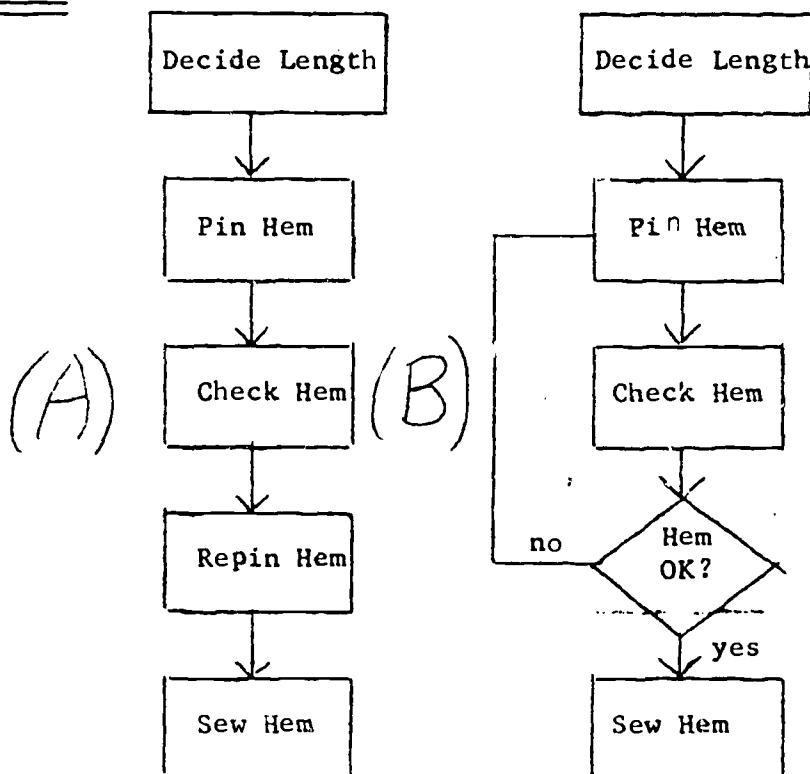 Decide Length
Pin Hem
(A)
Check Hem
Repin Hem
Sew Hem
Decide Length
Pin Hem
(B)
Check Hem
Hem
OK?
no
yes
Sew Hem